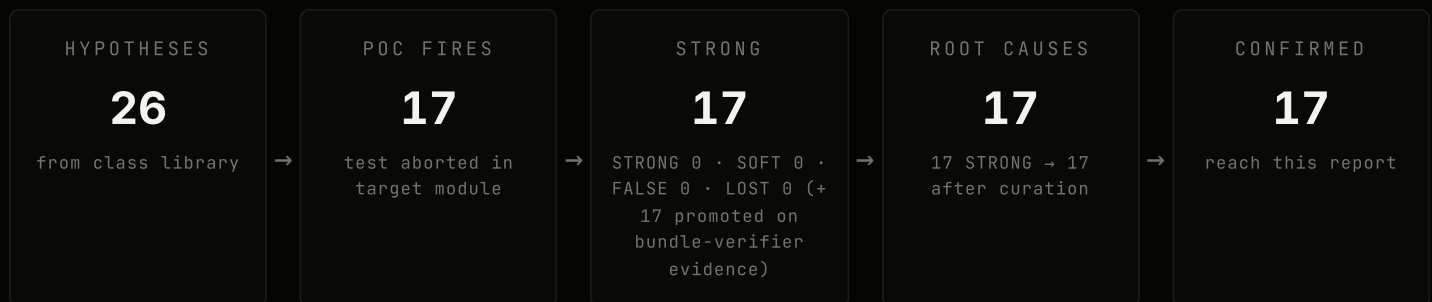 HYPOTHESES
26
from class library
→
POC FIRES
17
test aborted in
target module
→
STRONG
17
STRONG 0 · SOFT 0 ·
FALSE 0 · LOST 0 (+
17 promoted on
bundle-verifier
evidence)
→
ROOT CAUSES
17
17 STRONG → 17
after curation
→
CONFIRMED
17
reach this report